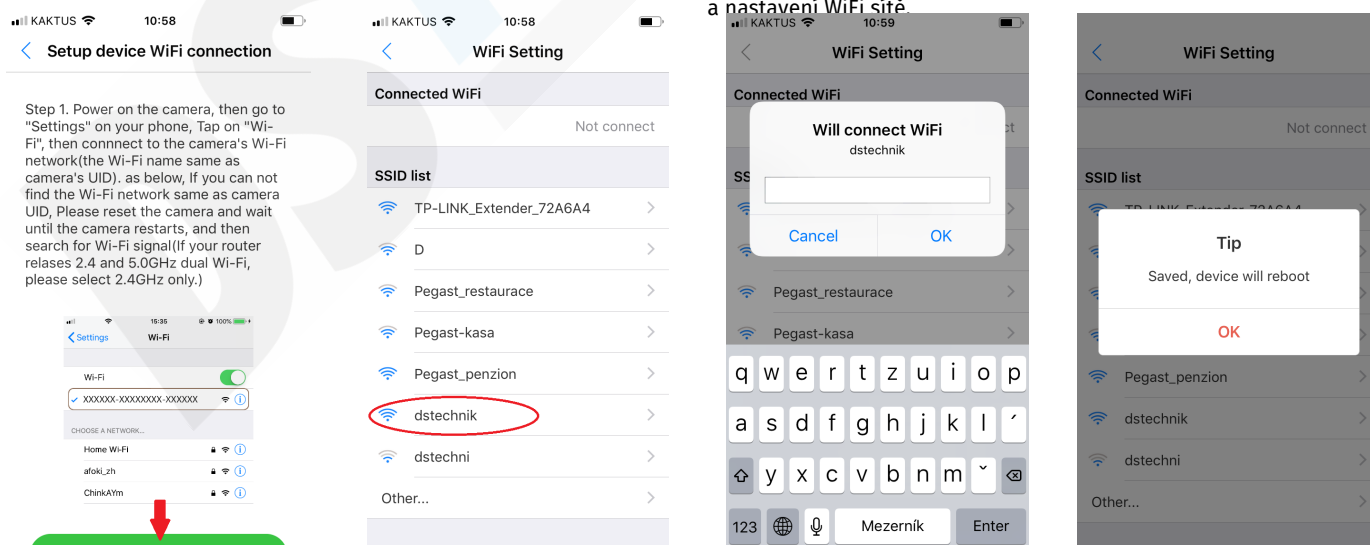 a nastavení WiFi sítě.
KAKTUS 10:58
Setup device WiFi connection
Step 1. Power on the camera, then go to
"Settings" on your phone, Tap on "Wi-
Fi", then connnect to the camera's Wi-Fi
network(the Wi-Fi name same as
camera's UID). as below, If you can not
find the Wi-Fi network same as camera
UID, Please reset the camera and wait
until the camera restarts, and then
search for Wi-Fi signal(If your router
relases 2.4 and 5.0GHz dual Wi-Fi,
please select 2.4GHz only.)
15:35 100%
Settings Wi-Fi
Wi-Fi
XXXXXX-XXXXXXXX-XXXXXX
CHOOSE A NETWORK...
Home Wi-Fi
afoki_zh
ChinkAYm
KAKTUS 10:58
WiFi Setting
Connected WiFi
Not connect
SSID list
TP-LINK_Extender_72A6A4
D
Pegast_restaurace
Pegast-kasa
Pegast_penzion
dstechnik
dstechni
Other...
KAKTUS 10:59
WiFi Setting
Connected WiFi
Will connect WiFi
dstechnik
Cancel OK
Pegast_restaurace
Pegast-kasa
q w e r t z u i o p
a s d f g h j k l ´
y x c v b n m ˇ
123 Mezerník Enter
WiFi Setting
Connected WiFi
Not connect
SSID list
TP-LINK_Extender_72A6A4
Tip
Saved, device will reboot
OK
Pegast_penzion
dstechnik
dstechni
Other...